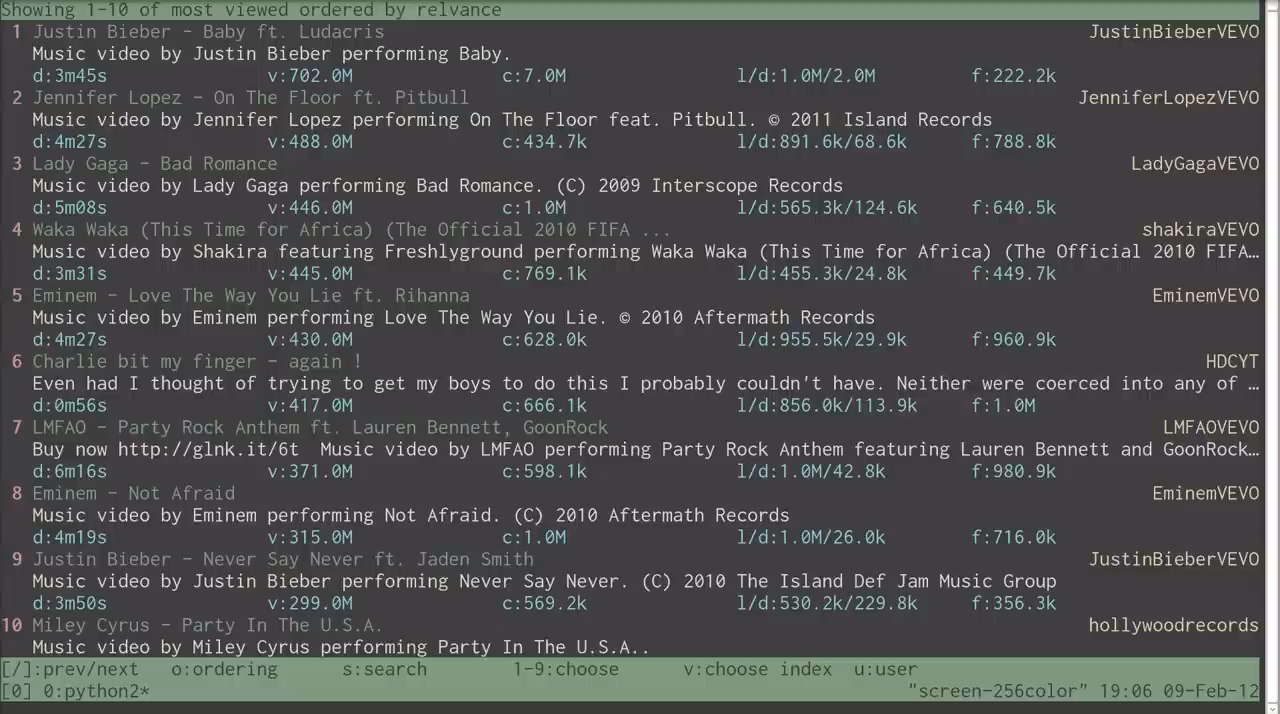 Showing 1-10 of most viewed ordered by relvance
1 Justin Bieber - Baby ft. Ludacris JustinBieberVEVO
Music video by Justin Bieber performing Baby.
d:3m45s v:702.0M c:7.0M l/d:1.0M/2.0M f:222.2k
2 Jennifer Lopez - On The Floor ft. Pitbull JenniferLopezVEVO
Music video by Jennifer Lopez performing On The Floor feat. Pitbull. © 2011 Island Records
d:4m27s v:488.0M c:434.7k l/d:891.6k/68.6k f:788.8k
3 Lady Gaga - Bad Romance LadyGagaVEVO
Music video by Lady Gaga performing Bad Romance. (C) 2009 Interscope Records
d:5m08s v:446.0M c:1.0M l/d:565.3k/124.6k f:640.5k
4 Waka Waka (This Time for Africa) (The Official 2010 FIFA ... shakiraVEVO
Music video by Shakira featuring Freshlyground performing Waka Waka (This Time for Africa) (The Official 2010 FIFA…
d:3m31s v:445.0M c:769.1k l/d:455.3k/24.8k f:449.7k
5 Eminem - Love The Way You Lie ft. Rihanna EminemVEVO
Music video by Eminem performing Love The Way You Lie. © 2010 Aftermath Records
d:4m27s v:430.0M c:628.0k l/d:955.5k/29.9k f:960.9k
6 Charlie bit my finger - again ! HDCYT
Even had I thought of trying to get my boys to do this I probably couldn't have. Neither were coerced into any of …
d:0m56s v:417.0M c:666.1k l/d:856.0k/113.9k f:1.0M
7 LMFAO - Party Rock Anthem ft. Lauren Bennett, GoonRock LMFAOVEVO
Buy now http://glnk.it/6t  Music video by LMFAO performing Party Rock Anthem featuring Lauren Bennett and GoonRock…
d:6m16s v:371.0M c:598.1k l/d:1.0M/42.8k f:980.9k
8 Eminem - Not Afraid EminemVEVO
Music video by Eminem performing Not Afraid. (C) 2010 Aftermath Records
d:4m19s v:315.0M c:1.0M l/d:1.0M/26.0k f:716.0k
9 Justin Bieber - Never Say Never ft. Jaden Smith JustinBieberVEVO
Music video by Justin Bieber performing Never Say Never. (C) 2010 The Island Def Jam Music Group
d:3m50s v:299.0M c:569.2k l/d:530.2k/229.8k f:356.3k
10 Miley Cyrus - Party In The U.S.A. hollywoodrecords
Music video by Miley Cyrus performing Party In The U.S.A..
[/]:prev/next o:ordering s:search 1-9:choose v:choose index u:user
[0] 0:python2* "screen-256color" 19:06 09-Feb-12